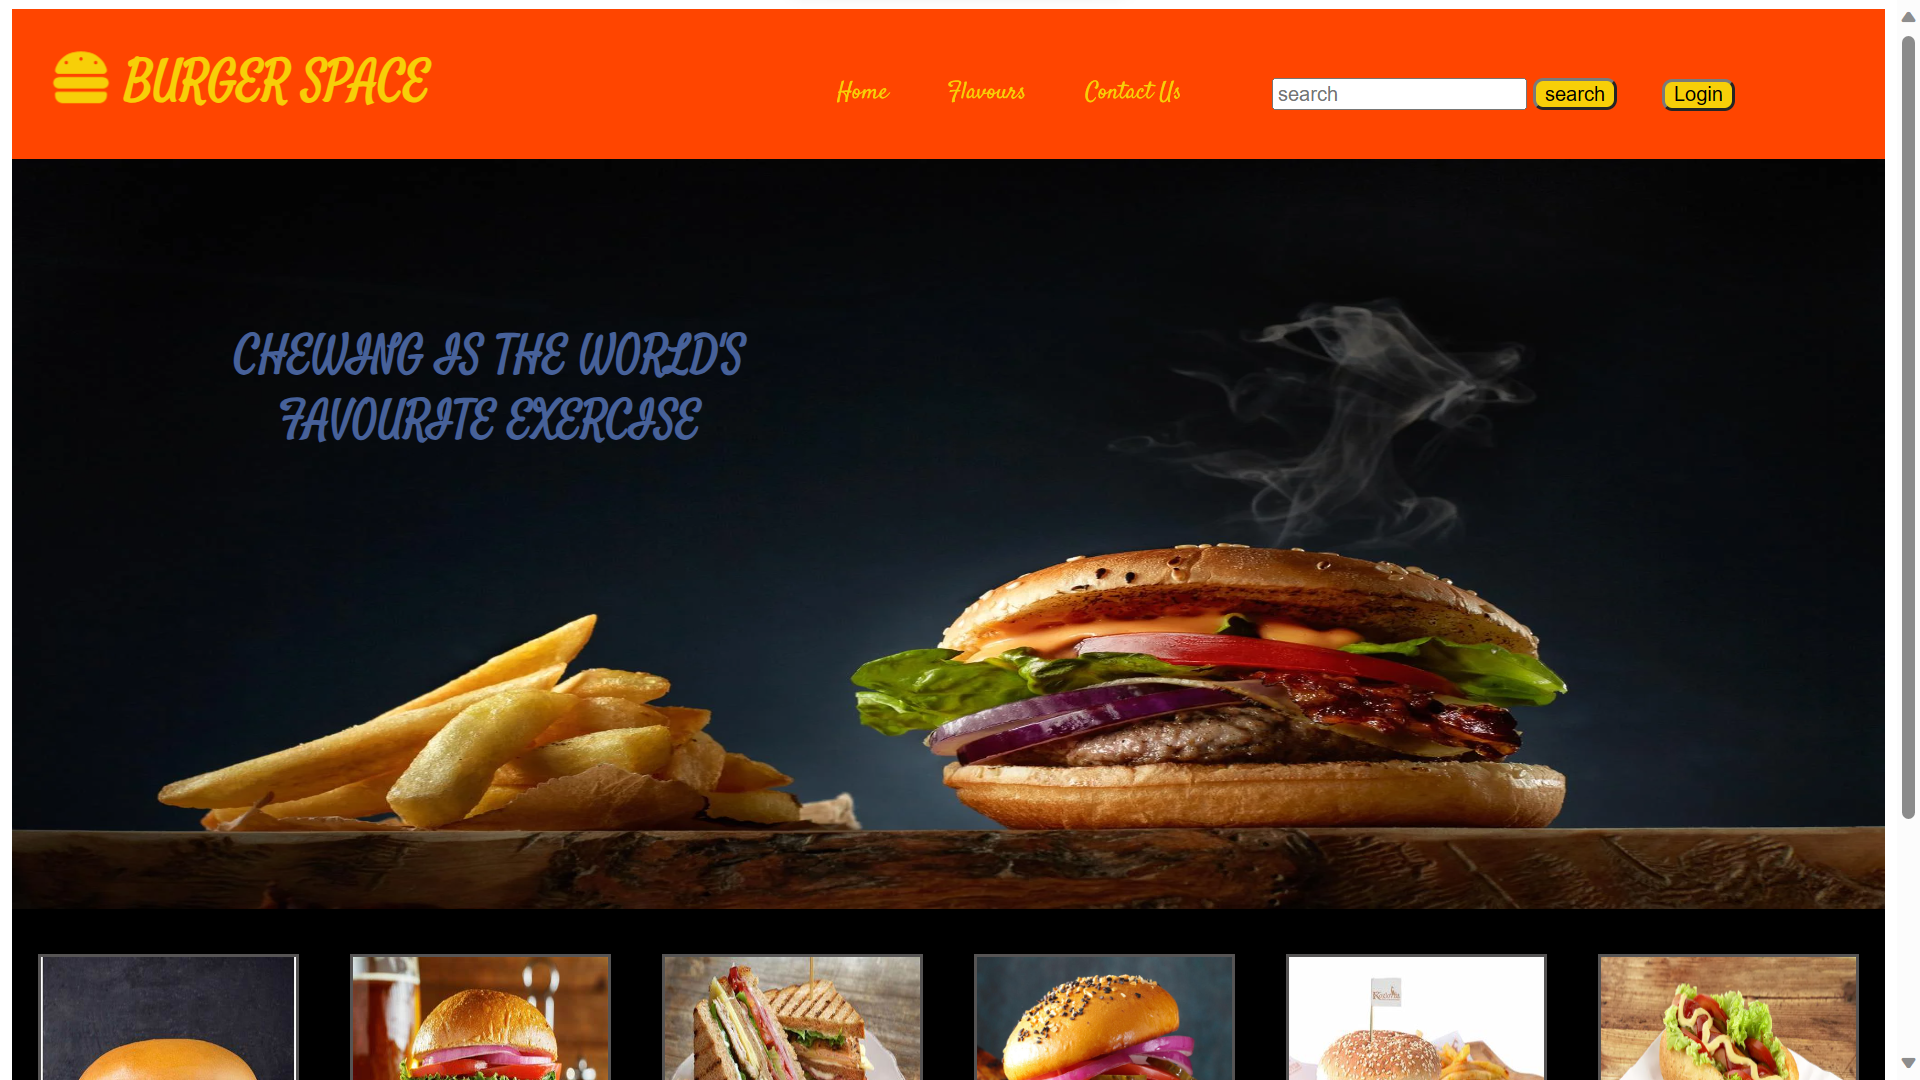 BURGER SPACE
Home Flavours Contact Us search search Login
CHEWING IS THE WORLD'S
FAVOURITE EXERCISE